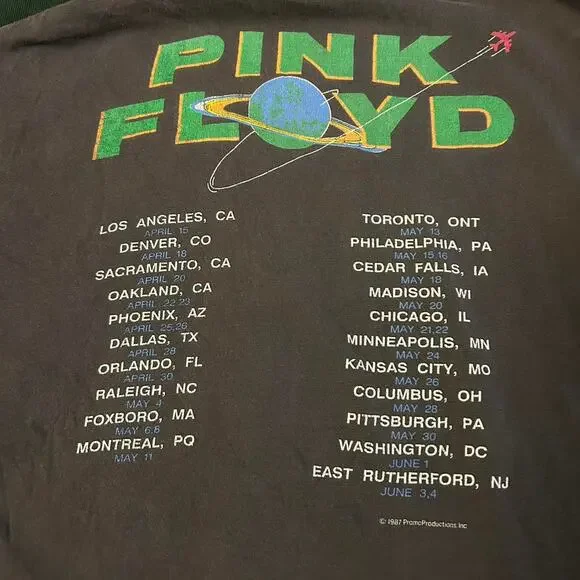 PINK
FLOYD
LOS ANGELES, CA
APRIL 15
DENVER, CO
APRIL 18
SACRAMENTO, CA
APRIL 20
OAKLAND, CA
APRIL 22,23
PHOENIX, AZ
APRIL 25,26
DALLAS, TX
APRIL 28
ORLANDO, FL
APRIL 30
RALEIGH, NC
MAY 4
FOXBORO, MA
MAY 6,8
MONTREAL, PQ
MAY 11
TORONTO, ONT
MAY 13
PHILADELPHIA, PA
MAY 15,16
CEDAR FALLS, IA
MAY 18
MADISON, WI
MAY 20
CHICAGO, IL
MAY 21,22
MINNEAPOLIS, MN
MAY 24
KANSAS CITY, MO
MAY 26
COLUMBUS, OH
MAY 28
PITTSBURGH, PA
MAY 30
WASHINGTON, DC
JUNE 1
EAST RUTHERFORD, NJ
JUNE 3,4
© 1987 PromoProductions, Inc